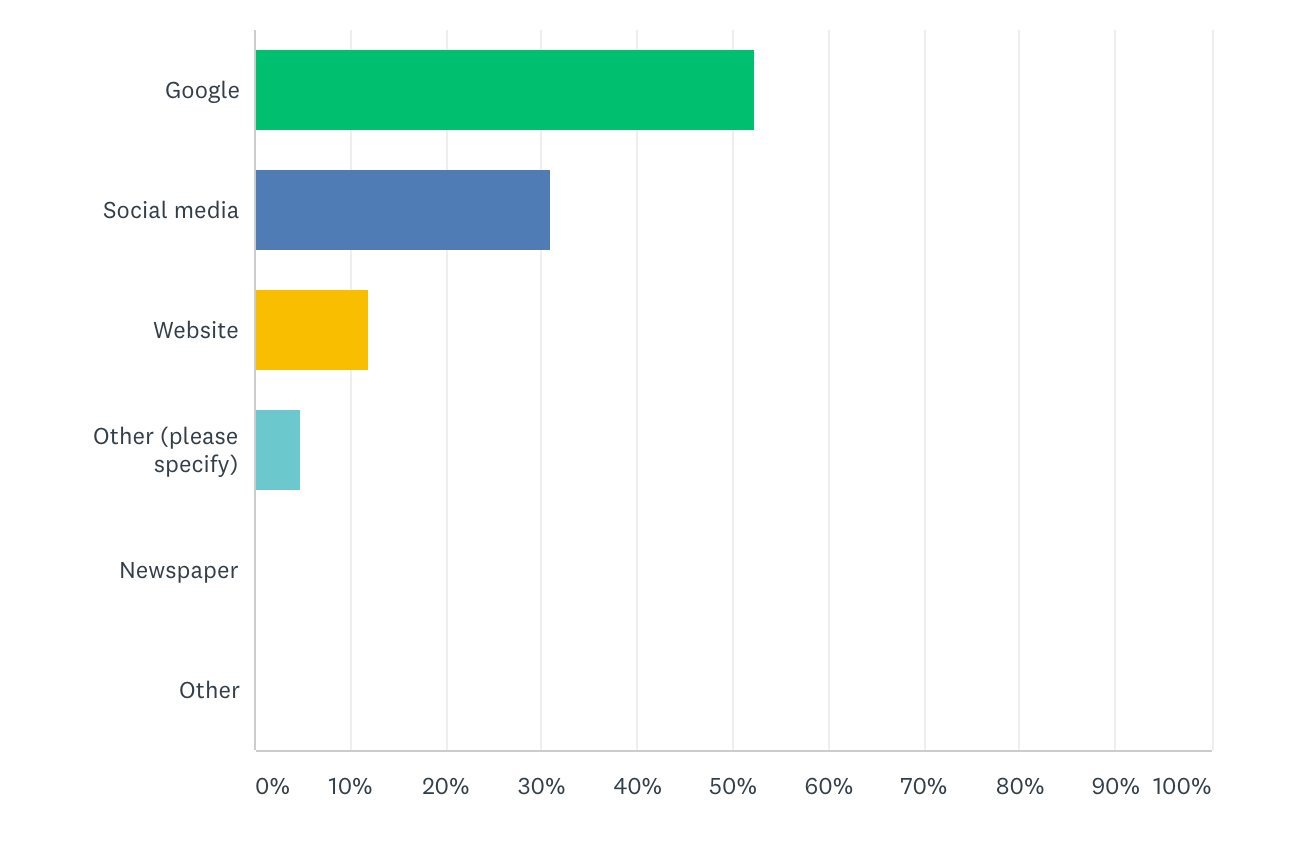 Google
Social media
Website
Other (please
specify)
Newspaper
Other
0% 10% 20% 30% 40% 50% 60% 70% 80% 90% 100%